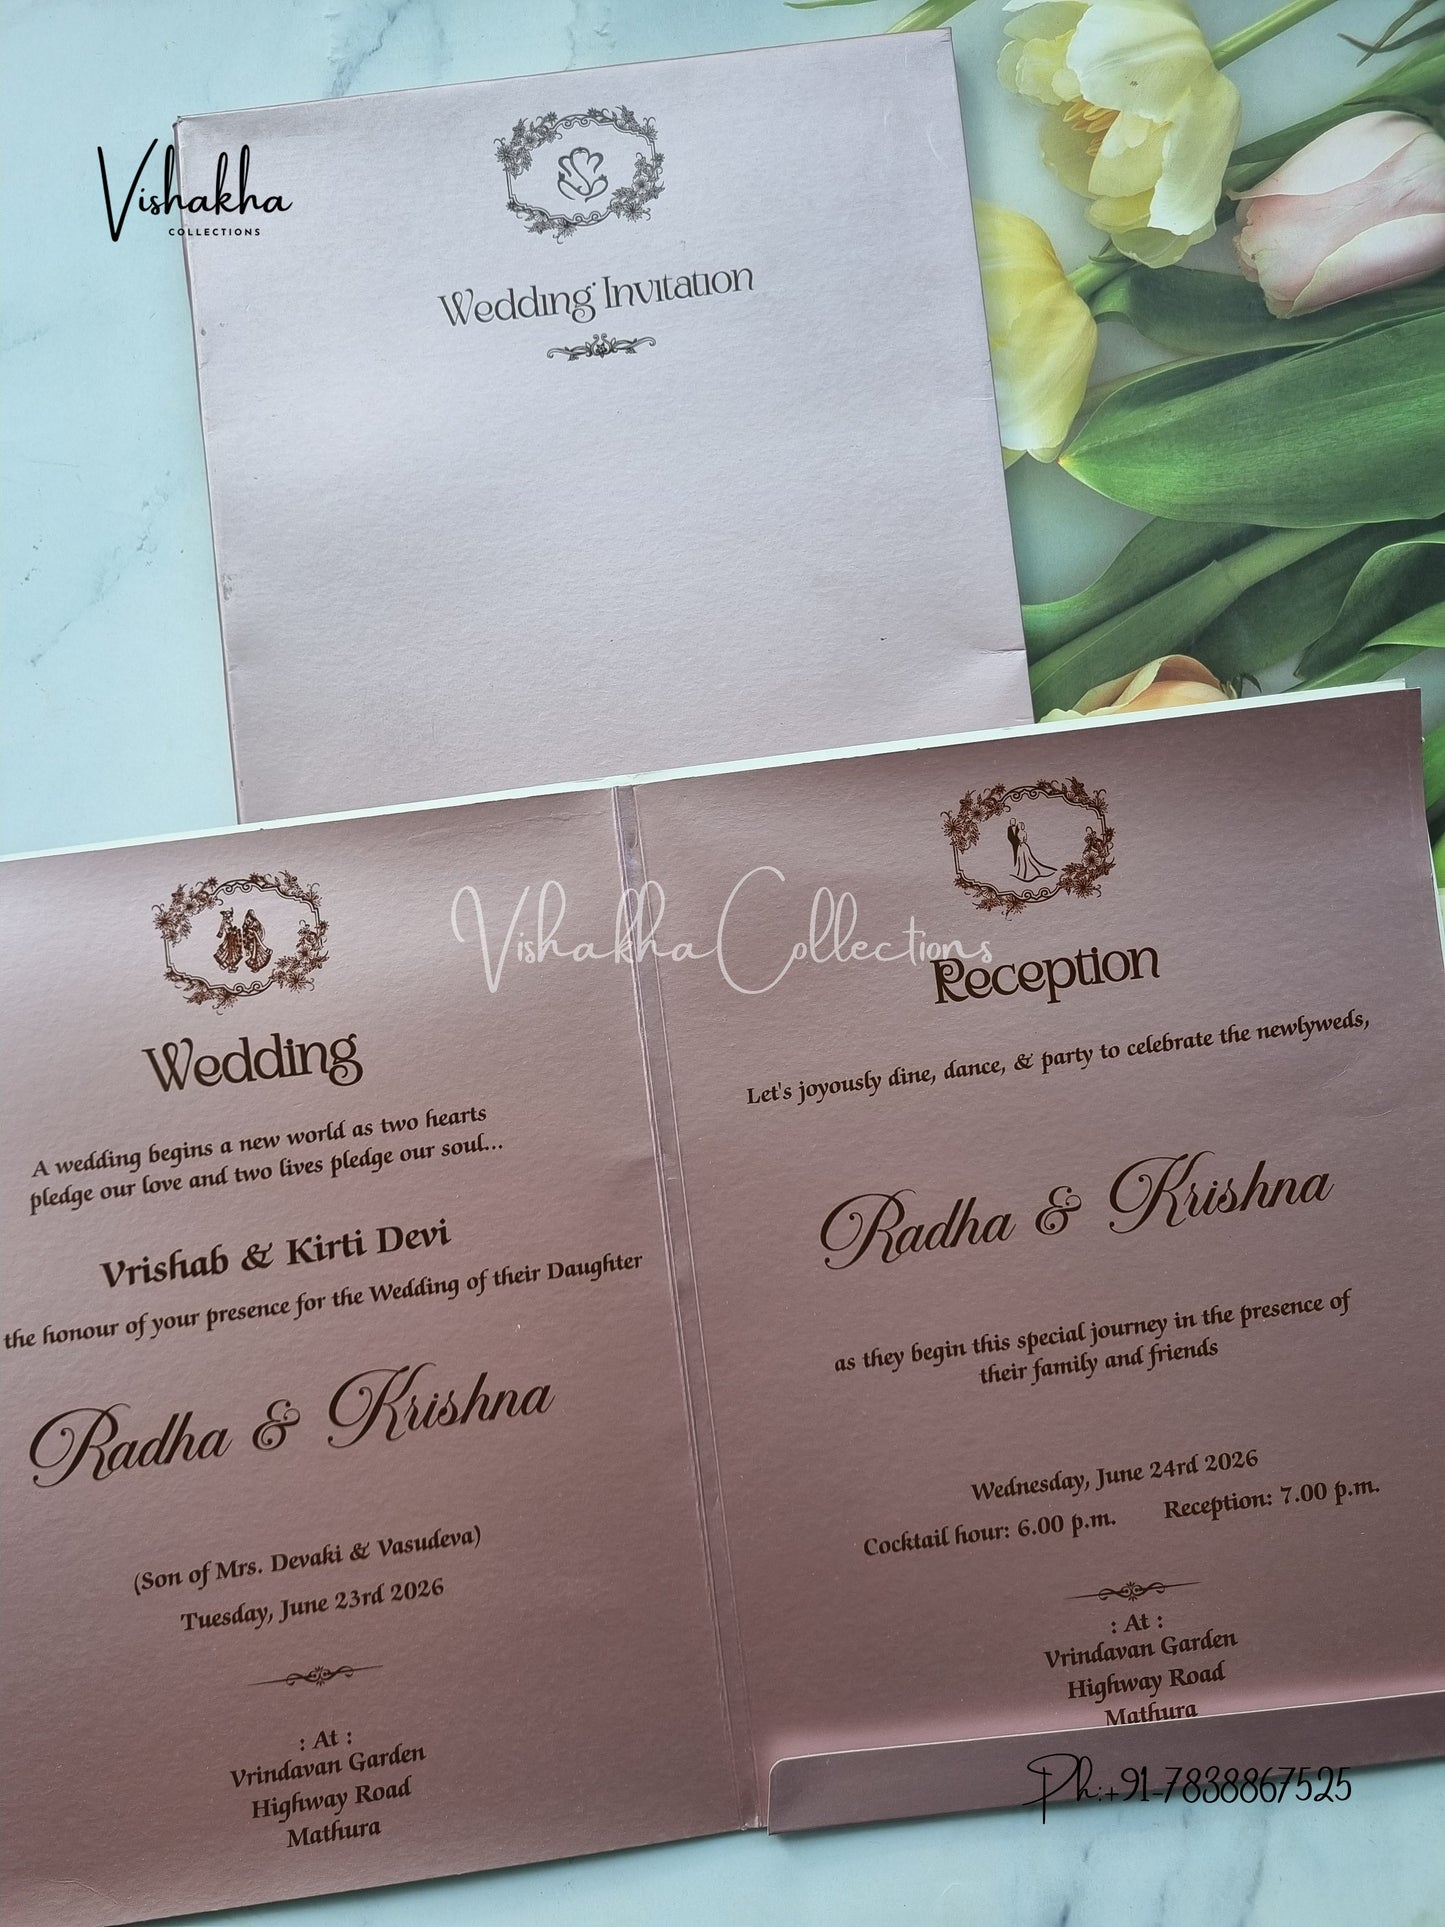 Vishakha
COLLECTIONS
Wedding Invitation
Vishakha Collections
Wedding
A wedding begins a new world as two hearts
pledge our love and two lives pledge our soul...
Vrishab & Kirti Devi
the honour of your presence for the Wedding of their Daughter
Radha & Krishna
(Son of Mrs. Devaki & Vasudeva)
Tuesday, June 23rd 2026
: At :
Vrindavan Garden
Highway Road
Mathura
Reception
Let's joyously dine, dance, & party to celebrate the newlyweds,
Radha & Krishna
as they begin this special journey in the presence of
their family and friends
Wednesday, June 24rd 2026
Cocktail hour: 6.00 p.m. Reception: 7.00 p.m.
: At :
Vrindavan Garden
Highway Road
Mathura
Ph:+91-7838867525